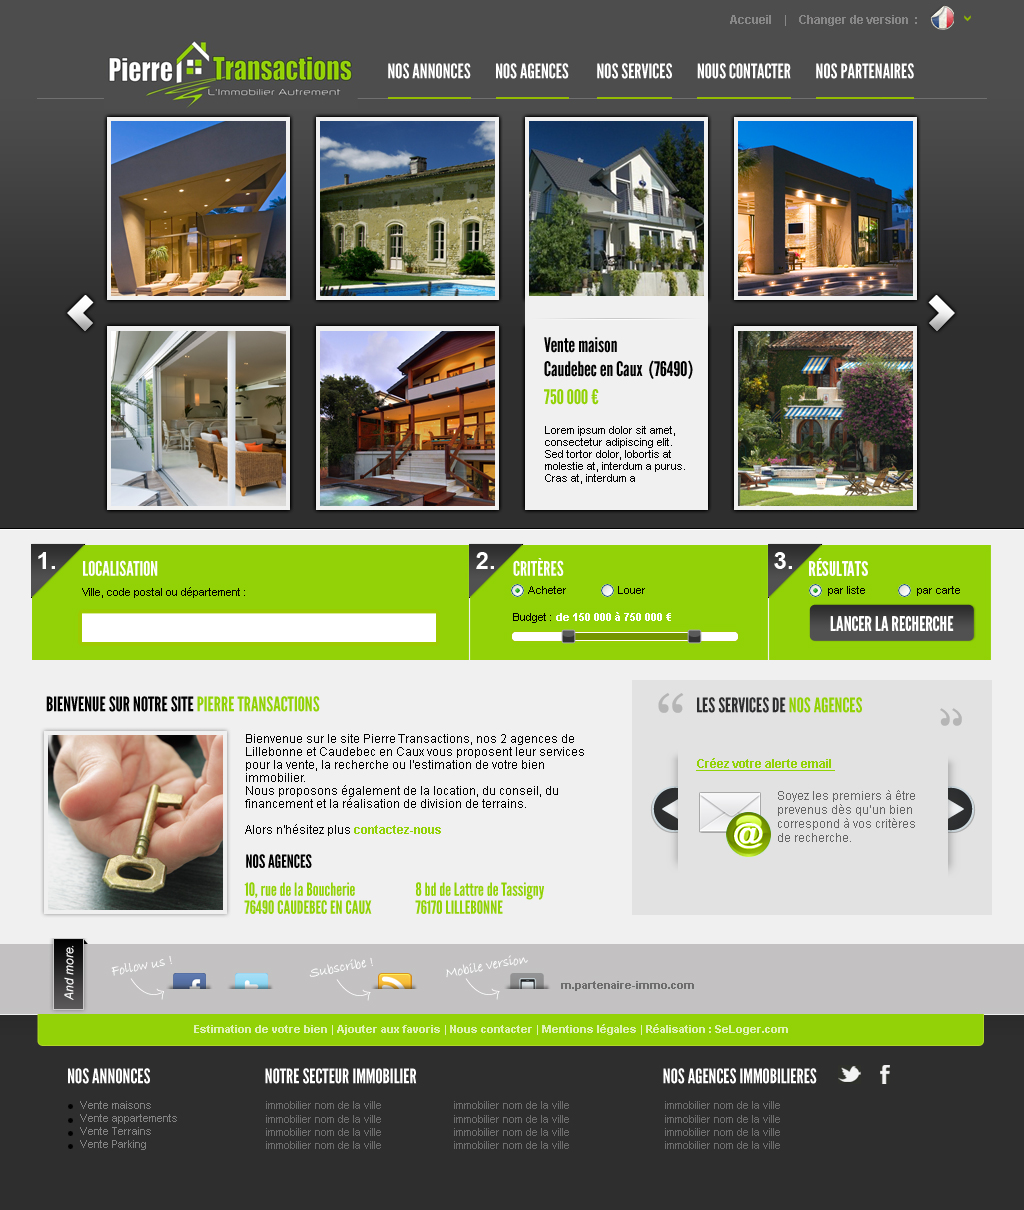 Accueil | Changer de version :
Pierre Transactions
L'Immobilier Autrement
NOS ANNONCES NOS AGENCES NOS SERVICES NOUS CONTACTER NOS PARTENAIRES
Vente maison
Caudebec en Caux (76490)
750 000 €
Lorem ipsum dolor sit amet,
consectetur adipiscing elit.
Sed tortor dolor, lobortis at
molestie at, interdum a purus.
Cras at, interdum a
1.
LOCALISATION
Ville, code postal ou département :
2.
CRITÈRES
Acheter Louer
Budget : de 150 000 à 750 000 €
3.
RÉSULTATS
par liste par carte
LANCER LA RECHERCHE
BIENVENUE SUR NOTRE SITE PIERRE TRANSACTIONS
Bienvenue sur le site Pierre Transactions, nos 2 agences de
Lillebonne et Caudebec en Caux vous proposent leur services
pour la vente, la recherche ou l'estimation de votre bien
immobilier.
Nous proposons également de la location, du conseil, du
financement et la réalisation de division de terrains.
Alors n'hésitez plus contactez-nous
NOS AGENCES
10, rue de la Boucherie
76490 CAUDEBEC EN CAUX
8 bd de Lattre de Tassigny
76170 LILLEBONNE
“ LES SERVICES DE NOS AGENCES ”
Créez votre alerte email
@
Soyez les premiers à être
prevenus dès qu'un bien
correspond à vos critères
de recherche.
And more.
Follow us !
Subscribe !
Mobile version
m.partenaire-immo.com
Estimation de votre bien | Ajouter aux favoris | Nous contacter | Mentions légales | Réalisation : SeLoger.com
NOS ANNONCES
Vente maisons
Vente appartements
Vente Terrains
Vente Parking
NOTRE SECTEUR IMMOBILIER
immobilier nom de la ville immobilier nom de la ville
immobilier nom de la ville immobilier nom de la ville
immobilier nom de la ville immobilier nom de la ville
immobilier nom de la ville immobilier nom de la ville
NOS AGENCES IMMOBILIERES
immobilier nom de la ville
immobilier nom de la ville
immobilier nom de la ville
immobilier nom de la ville